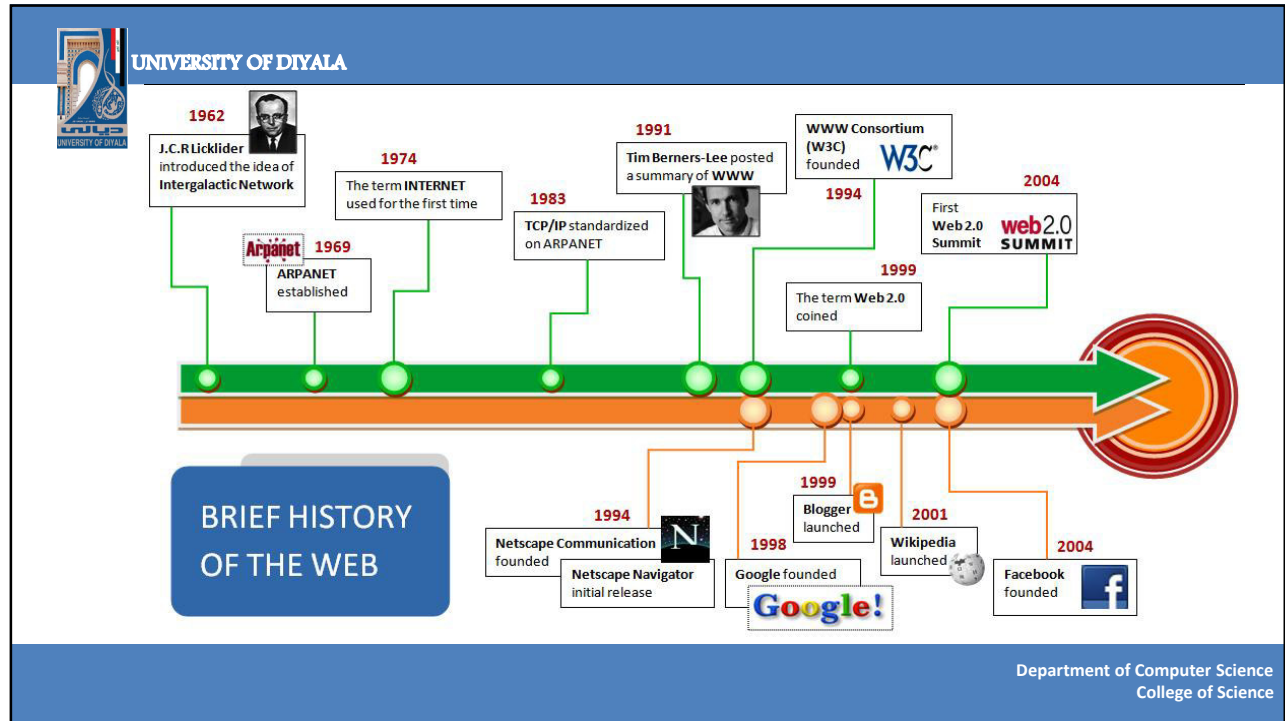 UNIVERSITY OF DIYALA
ديالى
UNIVERSITY OF DIYALA
1962
J.C.R Licklider
introduced the idea of
Intergalactic Network
Arpanet
1969
ARPANET
established
1974
The term INTERNET
used for the first time
1983
TCP/IP standardized
on ARPANET
1991
Tim Berners-Lee posted
a summary of WWW
WWW Consortium
(W3C)
founded
W3C®
1994
1999
The term Web 2.0
coined
2004
First
Web 2.0
Summit
web2.0
SUMMIT
BRIEF HISTORY
OF THE WEB
1994
Netscape Communication
founded
N
Netscape Navigator
initial release
1998
Google founded
Google!
1999
Blogger
launched
2001
Wikipedia
launched
2004
Facebook
founded
f
Department of Computer Science
College of Science